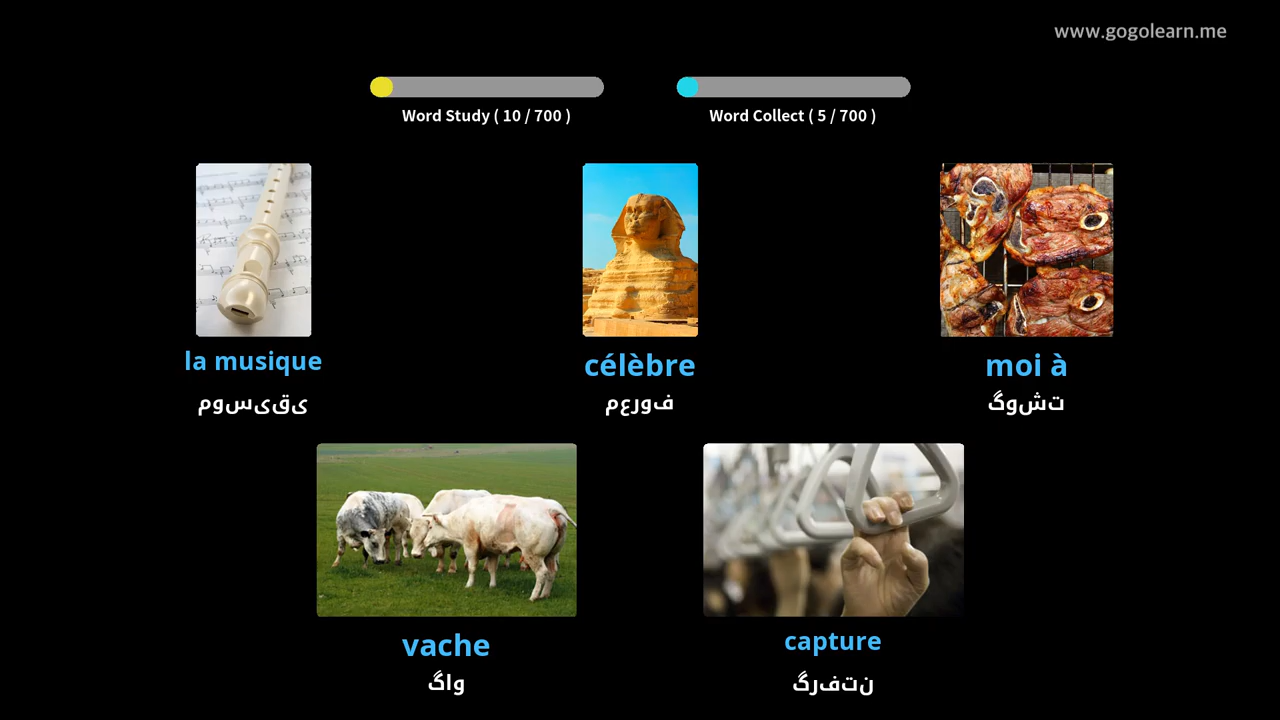 www.gogolearn.me
Word Study ( 10 / 700 )
Word Collect ( 5 / 700 )
la musique
یقیسوم
célèbre
فورعم
moi à
تشوگ
vache
واگ
capture
نتفرگ